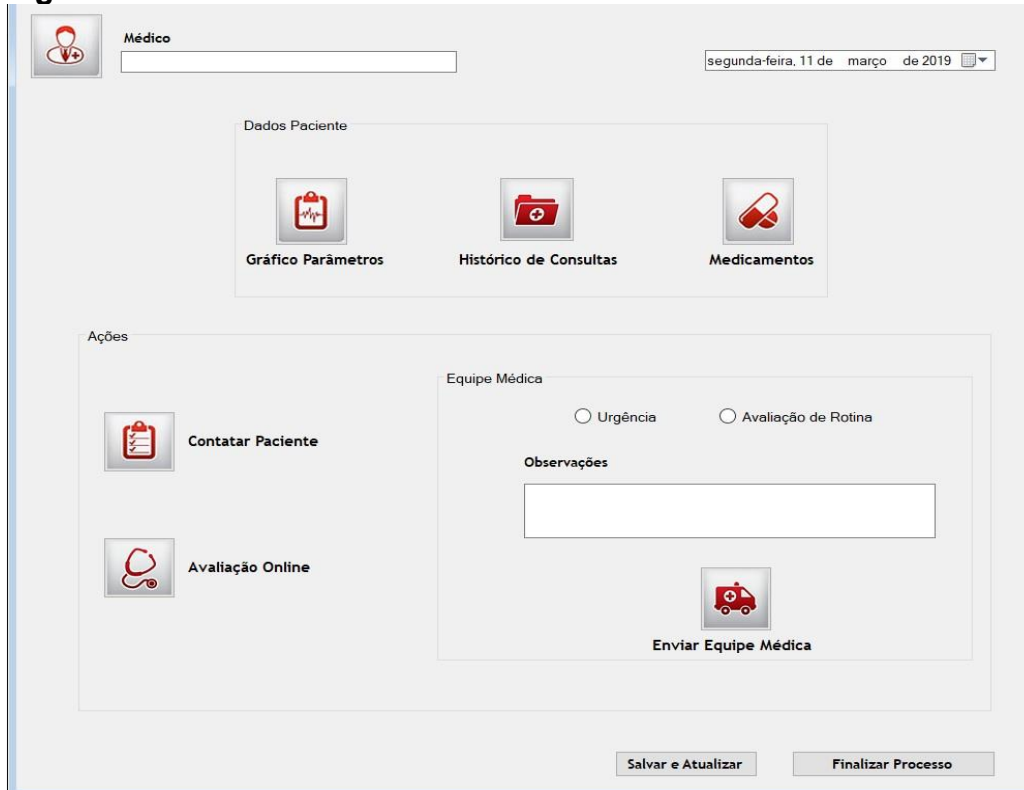 Médico
segunda-feira, 11 de março de 2019
Dados Paciente
Gráfico Parâmetros
Histórico de Consultas
Medicamentos
Ações
Equipe Médica
Urgência
Avaliação de Rotina
Contatar Paciente
Observações
Avaliação Online
Enviar Equipe Médica
Salvar e Atualizar
Finalizar Processo